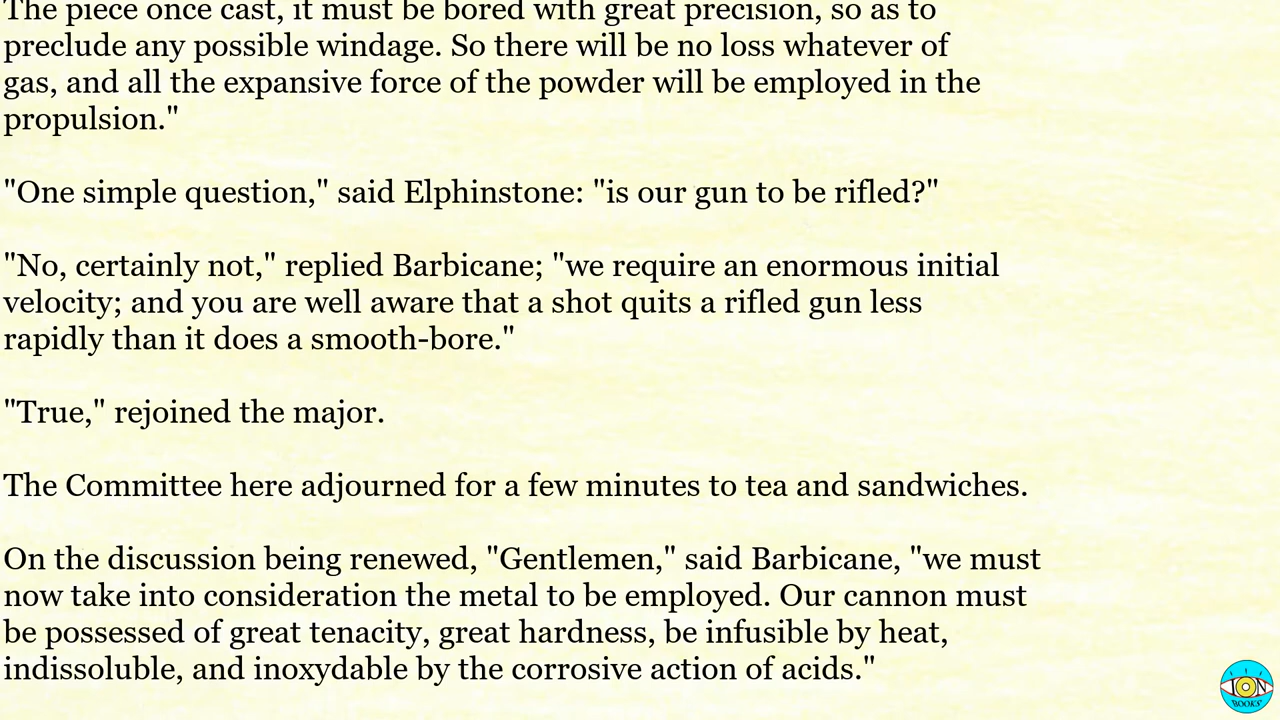 The piece once cast, it must be bored with great precision, so as to
preclude any possible windage. So there will be no loss whatever of
gas, and all the expansive force of the powder will be employed in the
propulsion."
"One simple question," said Elphinstone: "is our gun to be rifled?"
"No, certainly not," replied Barbicane; "we require an enormous initial
velocity; and you are well aware that a shot quits a rifled gun less
rapidly than it does a smooth-bore."
"True," rejoined the major.
The Committee here adjourned for a few minutes to tea and sandwiches.
On the discussion being renewed, "Gentlemen," said Barbicane, "we must
now take into consideration the metal to be employed. Our cannon must
be possessed of great tenacity, great hardness, be infusible by heat,
indissoluble, and inoxydable by the corrosive action of acids."
ION
BOOKS